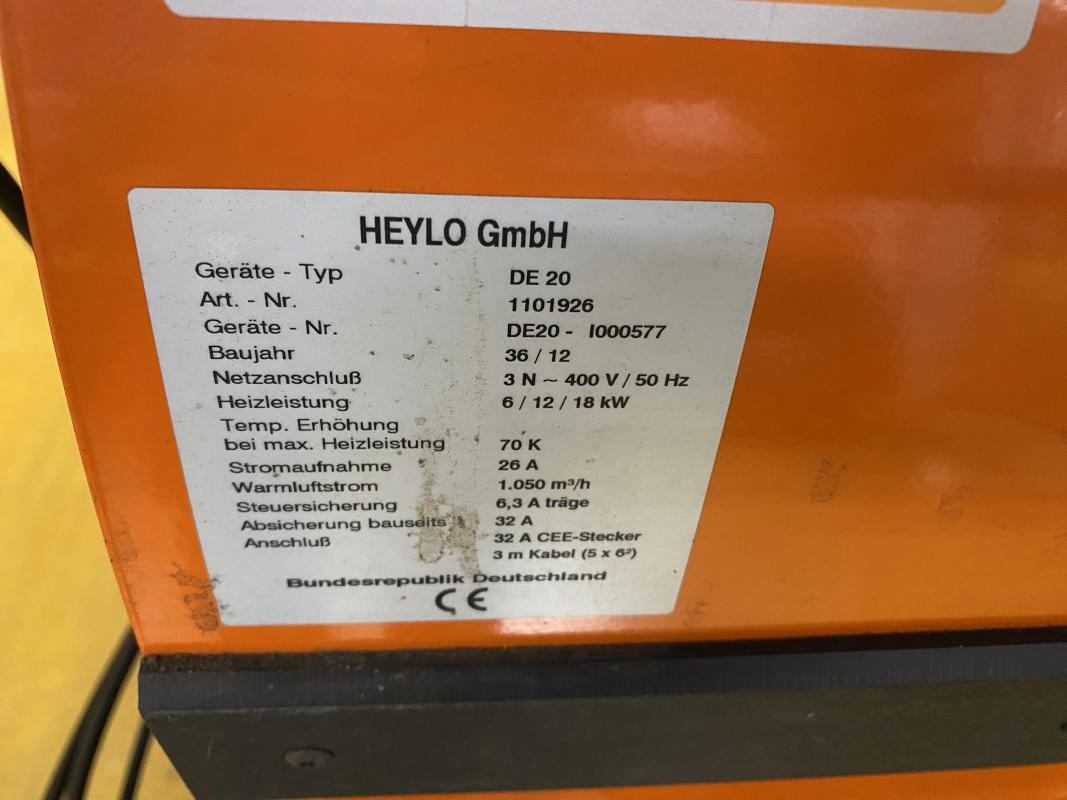 HEYLO GmbH
Geräte - Typ DE 20
Art. - Nr. 1101926
Geräte - Nr. DE20 - I000577
Baujahr 36 / 12
Netzanschluß 3 N ~ 400 V / 50 Hz
Heizleistung 6 / 12 / 18 kW
Temp. Erhöhung
bei max. Heizleistung 70 K
Stromaufnahme 26 A
Warmluftstrom 1.050 m³/h
Steuersicherung 6,3 A träge
Absicherung bauseits 32 A
Anschluß 32 A CEE-Stecker
3 m Kabel (5 x 6²)
Bundesrepublik Deutschland
CE